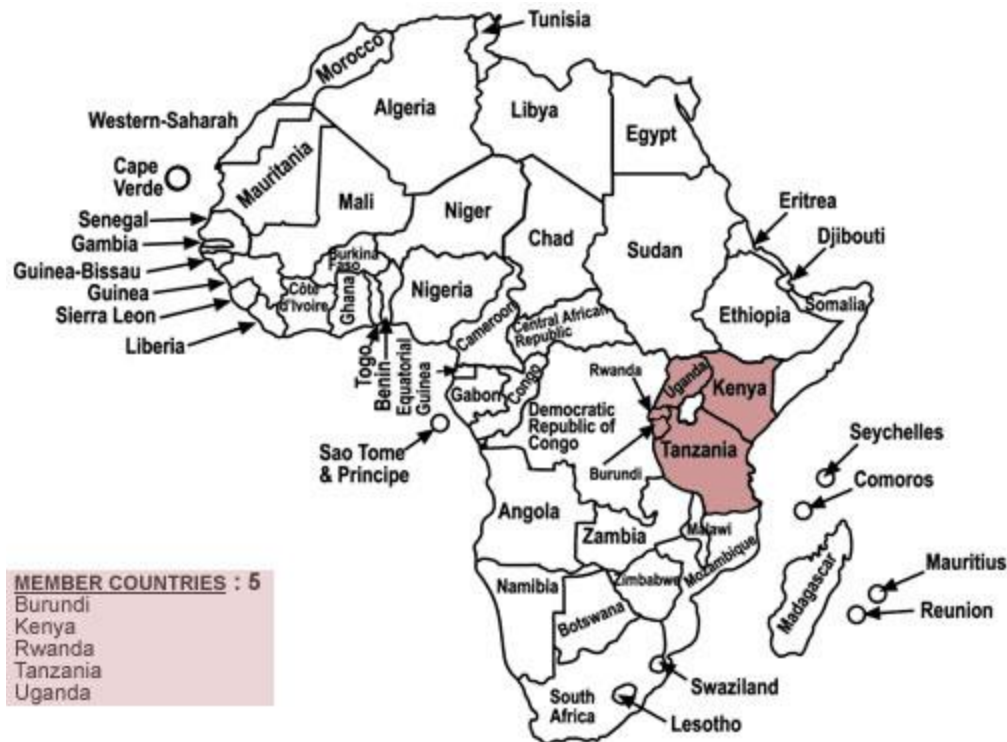 Tunisia
Morocco
Algeria
Libya
Egypt
Western-Saharah
Cape
Verde
Mauritania
Mali
Niger
Chad
Sudan
Eritrea
Djibouti
Senegal
Gambia
Guinea-Bissau
Guinea
Sierra Leon
Liberia
Burkina
Faso
Côte
d'Ivoire
Ghana
Togo
Benin
Nigeria
Cameroon
Central African
Republic
Ethiopia
Somalia
Equatorial
Guinea
Gabon
Congo
Democratic
Republic of
Congo
Rwanda
Uganda
Kenya
Burundi
Tanzania
Sao Tome
& Principe
Seychelles
Comoros
Angola
Zambia
Malawi
Mozambique
Zimbabwe
Namibia
Botswana
Madagascar
Mauritius
Reunion
Swaziland
South
Africa
Lesotho
MEMBER COUNTRIES : 5
Burundi
Kenya
Rwanda
Tanzania
Uganda